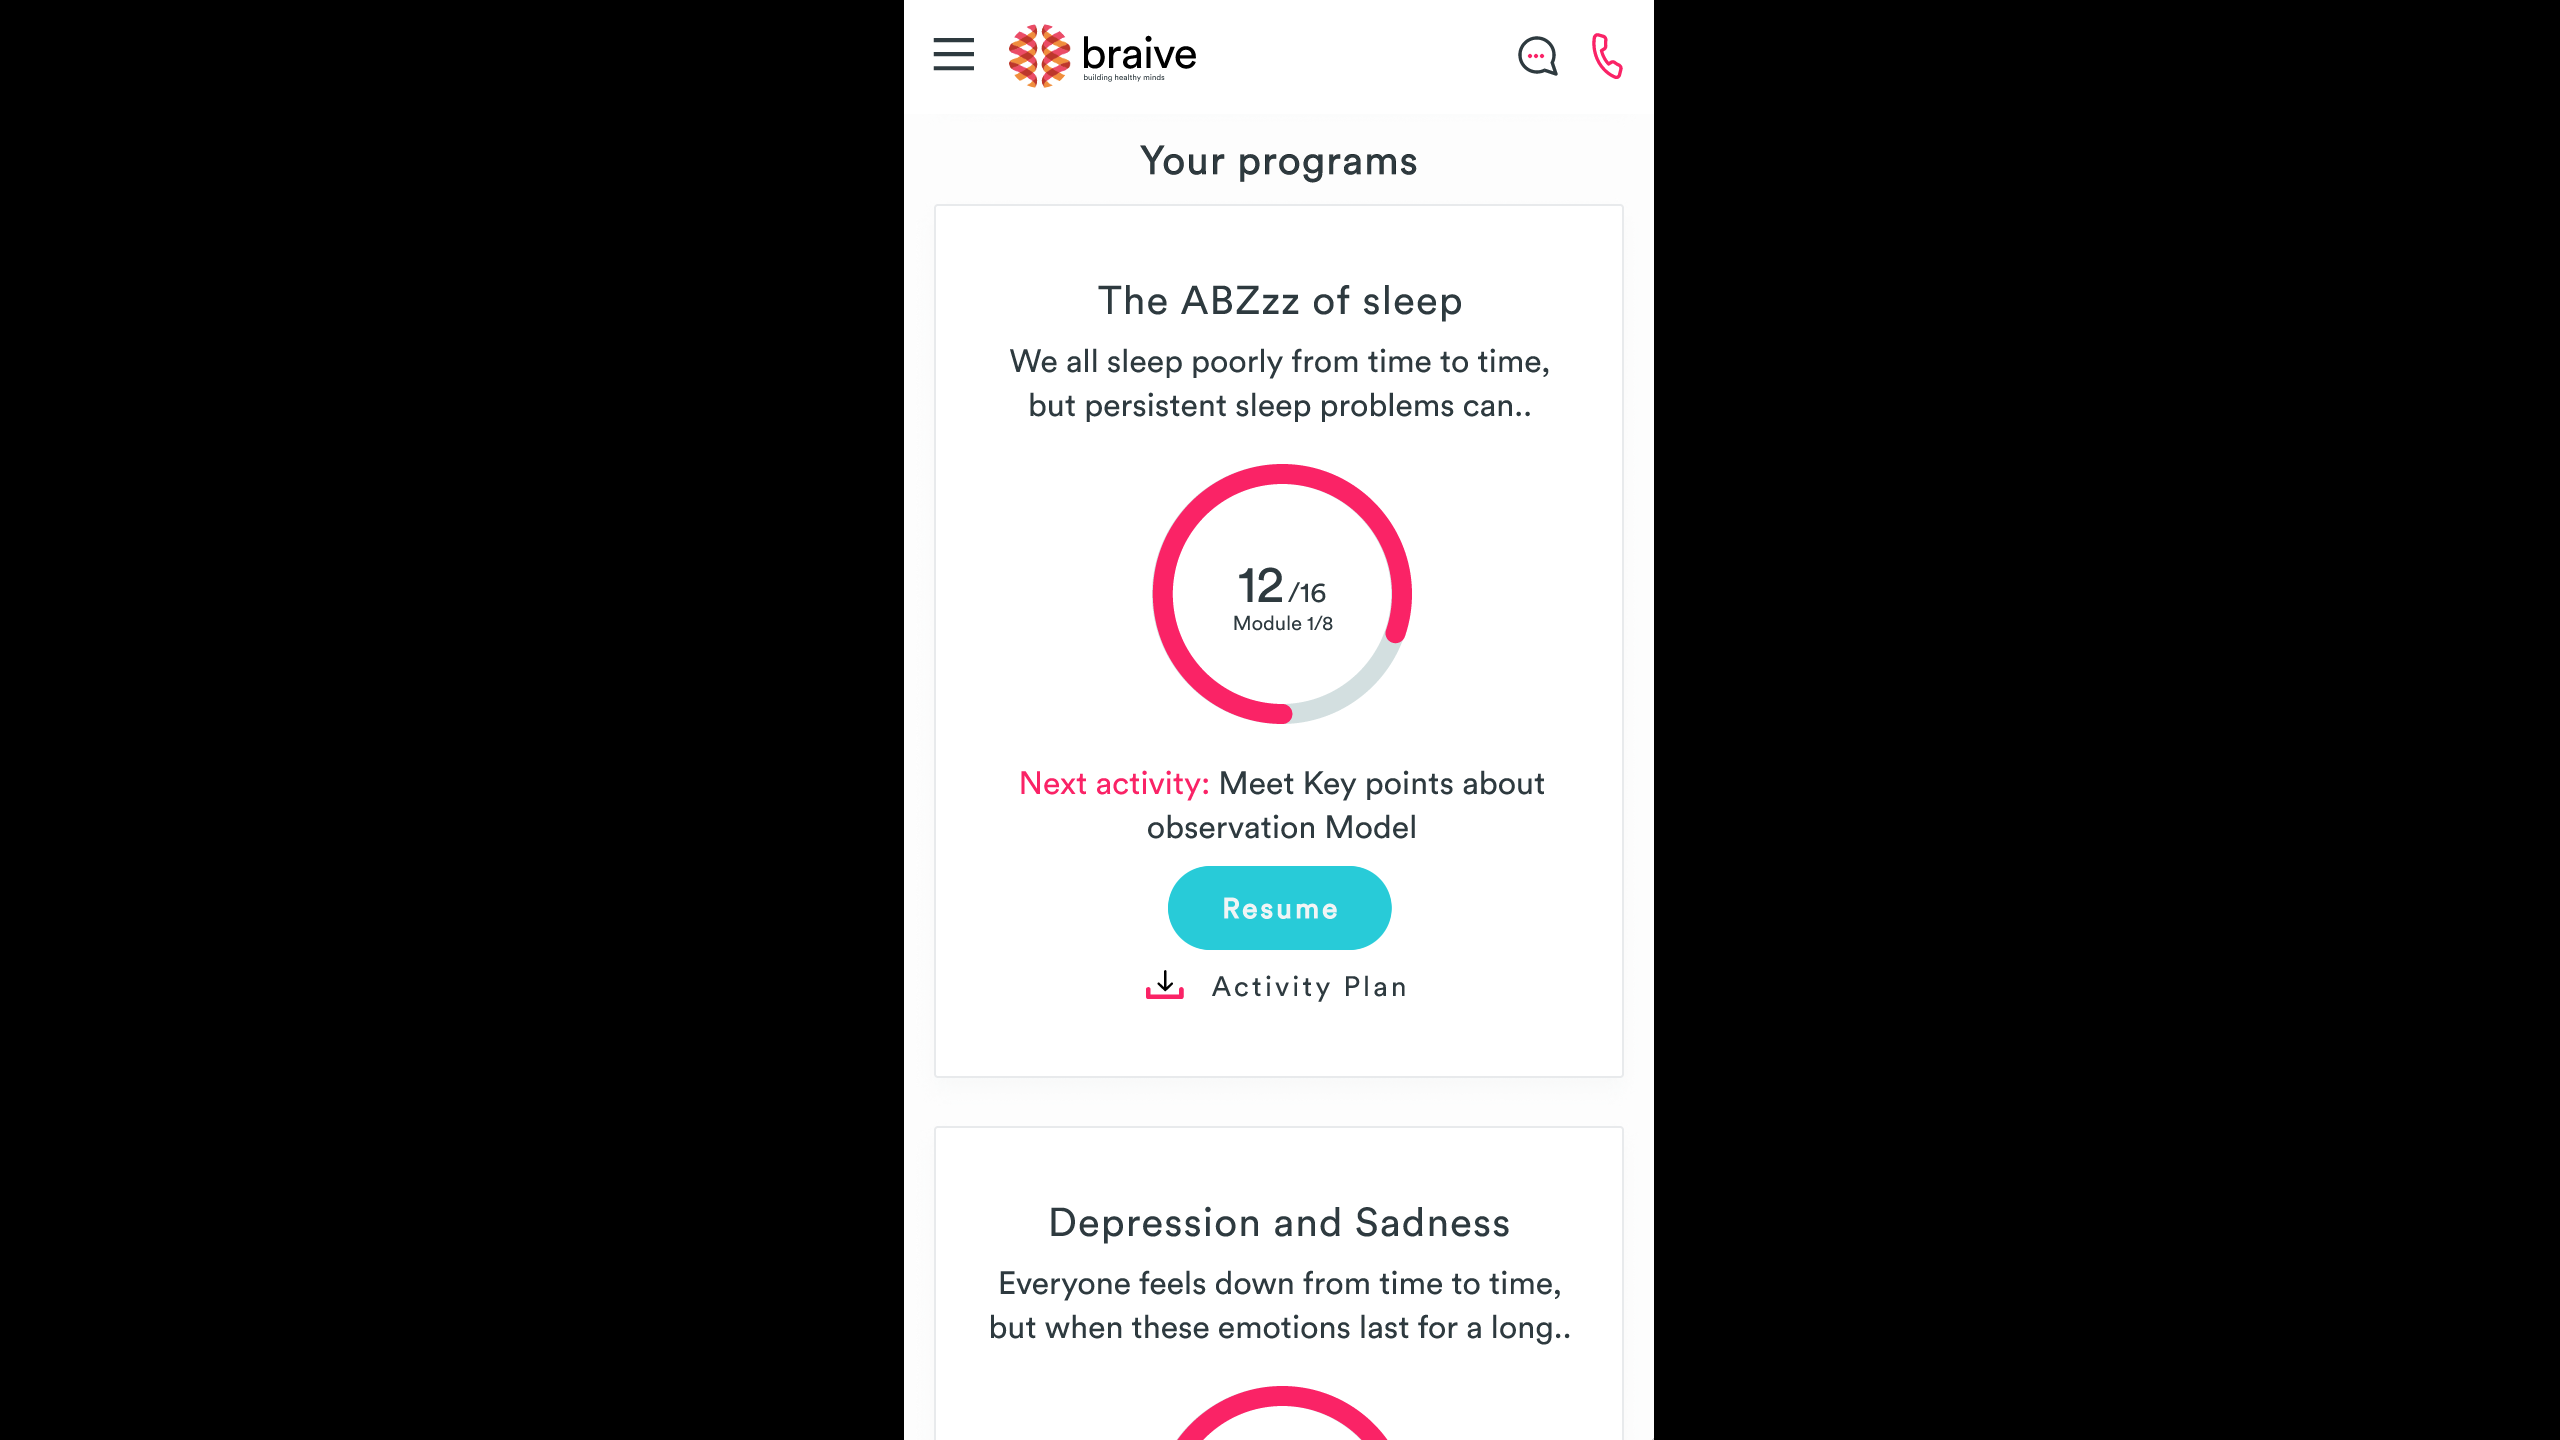 braive
building healthy minds
Your programs
The ABZzz of sleep
We all sleep poorly from time to time,
but persistent sleep problems can..
12/16
Module 1/8
Next activity: Meet Key points about
observation Model
Resume
Activity Plan
Depression and Sadness
Everyone feels down from time to time,
but when these emotions last for a long..